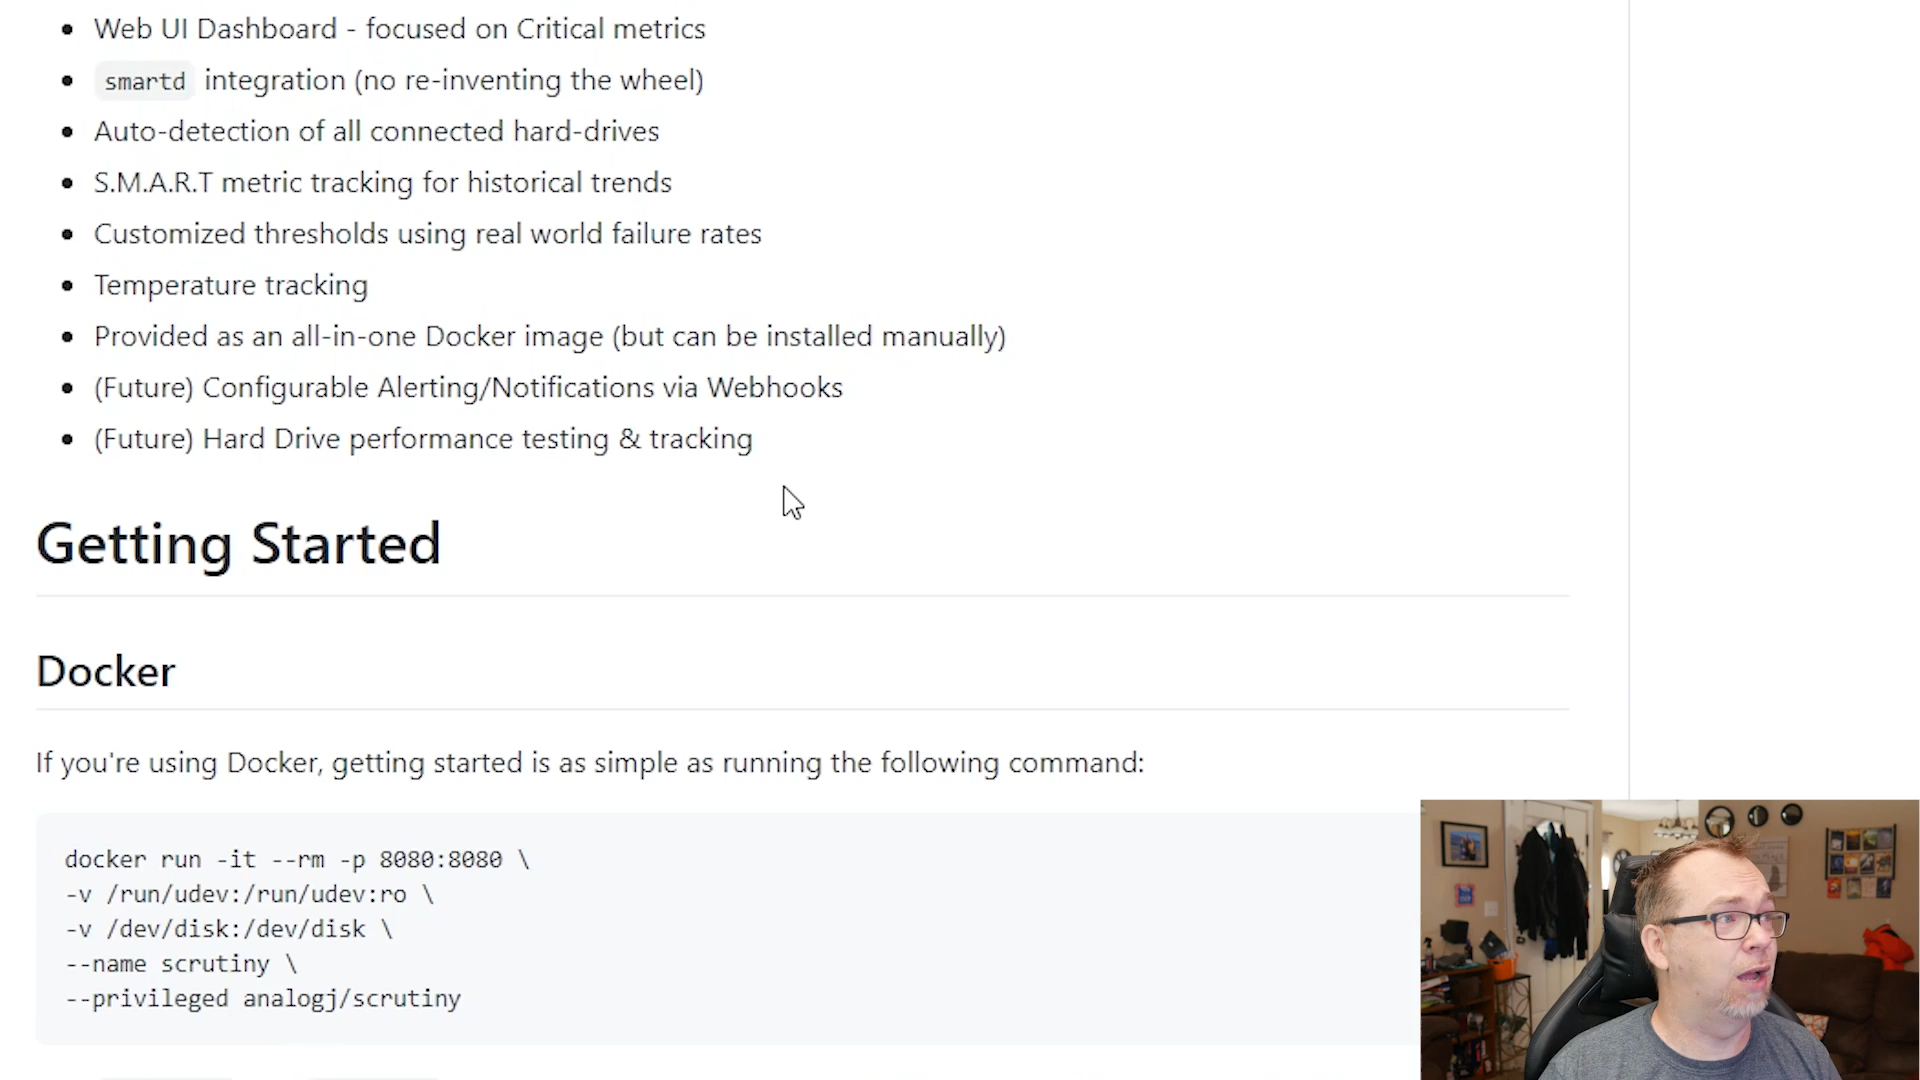 Web UI Dashboard - focused on Critical metrics
smartd integration (no re-inventing the wheel)
Auto-detection of all connected hard-drives
S.M.A.R.T metric tracking for historical trends
Customized thresholds using real world failure rates
Temperature tracking
Provided as an all-in-one Docker image (but can be installed manually)
(Future) Configurable Alerting/Notifications via Webhooks
(Future) Hard Drive performance testing & tracking
Getting Started
Docker
If you're using Docker, getting started is as simple as running the following command:
docker run -it --rm -p 8080:8080 \
-v /run/udev:/run/udev:ro \
-v /dev/disk:/dev/disk \
--name scrutiny \
--privileged analogj/scrutiny